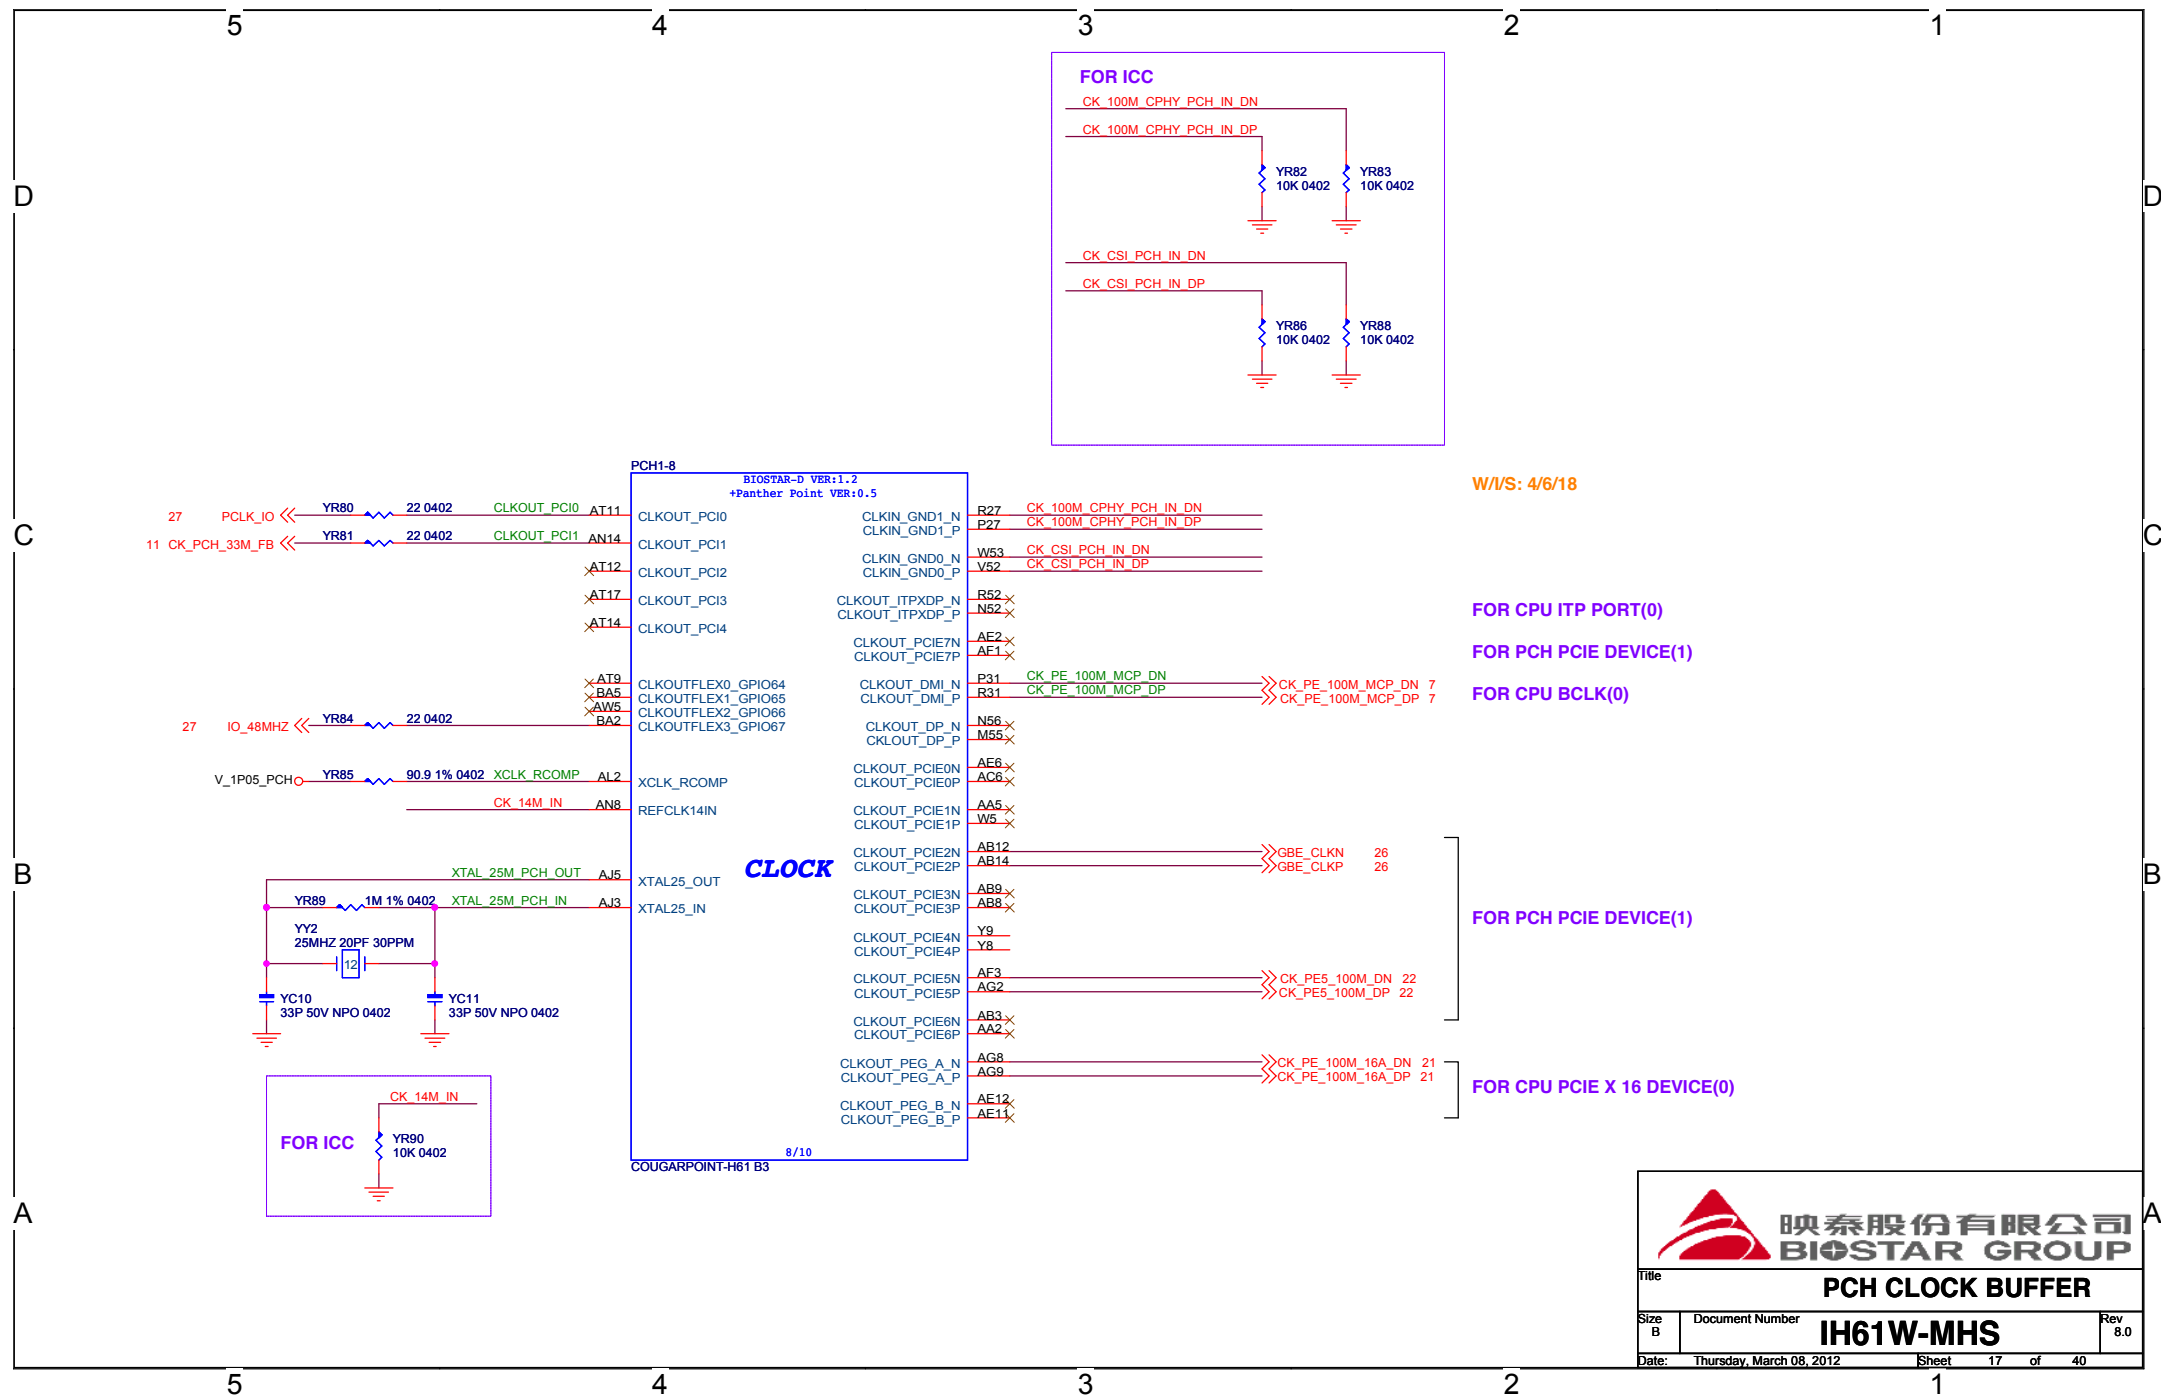 5 4 3 2 1
FOR ICC
CK_100M_CPHY_PCH_IN_DN
CK_100M_CPHY_PCH_IN_DP
YR82
10K 0402
YR83
10K 0402
D D
CK_CSI_PCH_IN_DN
CK_CSI_PCH_IN_DP
YR86
10K 0402
YR88
10K 0402
PCH1-8
BIOSTAR-D VER:1.2
+Panther Point VER:0.5
W/I/S: 4/6/18
27 PCLK_IO YR80 22 0402 CLKOUT_PCI0 AT11 CLKOUT_PCI0
11 CK_PCH_33M_FB YR81 22 0402 CLKOUT_PCI1 AN14 CLKOUT_PCI1
AT12 CLKOUT_PCI2
AT17 CLKOUT_PCI3
AT14 CLKOUT_PCI4
AT9 CLKOUTFLEX0_GPIO64
BA5 CLKOUTFLEX1_GPIO65
AW5 CLKOUTFLEX2_GPIO66
27 IO_48MHZ YR84 22 0402 BA2 CLKOUTFLEX3_GPIO67
V_1P05_PCH YR85 90.9 1% 0402 XCLK_RCOMP AL2 XCLK_RCOMP
CK_14M_IN AN8 REFCLK14IN
XTAL_25M_PCH_OUT AJ5 XTAL25_OUT
YR89 1M 1% 0402 XTAL_25M_PCH_IN AJ3 XTAL25_IN
YY2
25MHZ 20PF 30PPM
12
YC10
33P 50V NPO 0402
YC11
33P 50V NPO 0402
CLOCK
CLKIN_GND1_N R27 CK_100M_CPHY_PCH_IN_DN
CLKIN_GND1_P P27 CK_100M_CPHY_PCH_IN_DP
C C
CLKIN_GND0_N W53 CK_CSI_PCH_IN_DN
CLKIN_GND0_P V52 CK_CSI_PCH_IN_DP
CLKOUT_ITPXDP_N R52
CLKOUT_ITPXDP_P N52
FOR CPU ITP PORT(0)
CLKOUT_PCIE7N AE2
CLKOUT_PCIE7P AF1
FOR PCH PCIE DEVICE(1)
CLKOUT_DMI_N P31 CK_PE_100M_MCP_DN CK_PE_100M_MCP_DN 7
CLKOUT_DMI_P R31 CK_PE_100M_MCP_DP CK_PE_100M_MCP_DP 7
FOR CPU BCLK(0)
CLKOUT_DP_N N56
CKLOUT_DP_P M55
CLKOUT_PCIE0N AE6
CLKOUT_PCIE0P AC6
CLKOUT_PCIE1N AA5
CLKOUT_PCIE1P W5
CLKOUT_PCIE2N AB12 GBE_CLKN 26
CLKOUT_PCIE2P AB14 GBE_CLKP 26
B B
CLKOUT_PCIE3N AB9
CLKOUT_PCIE3P AB8
FOR PCH PCIE DEVICE(1)
CLKOUT_PCIE4N Y9
CLKOUT_PCIE4P Y8
CLKOUT_PCIE5N AF3 CK_PE5_100M_DN 22
CLKOUT_PCIE5P AG2 CK_PE5_100M_DP 22
CLKOUT_PCIE6N AB3
CLKOUT_PCIE6P AA2
CLKOUT_PEG_A_N AG8 CK_PE_100M_16A_DN 21
CLKOUT_PEG_A_P AG9 CK_PE_100M_16A_DP 21
FOR CPU PCIE X 16 DEVICE(0)
CLKOUT_PEG_B_N AE12
CLKOUT_PEG_B_P AE11
8/10
COUGARPOINT-H61 B3
CK_14M_IN
FOR ICC
YR90
10K 0402
A A
映泰股份有限公司
BIOSTAR GROUP
Title
PCH CLOCK BUFFER
Size
B
Document Number
IH61W-MHS
Rev
8.0
Date: Thursday, March 08, 2012 Sheet 17 of 40
5 4 3 2 1